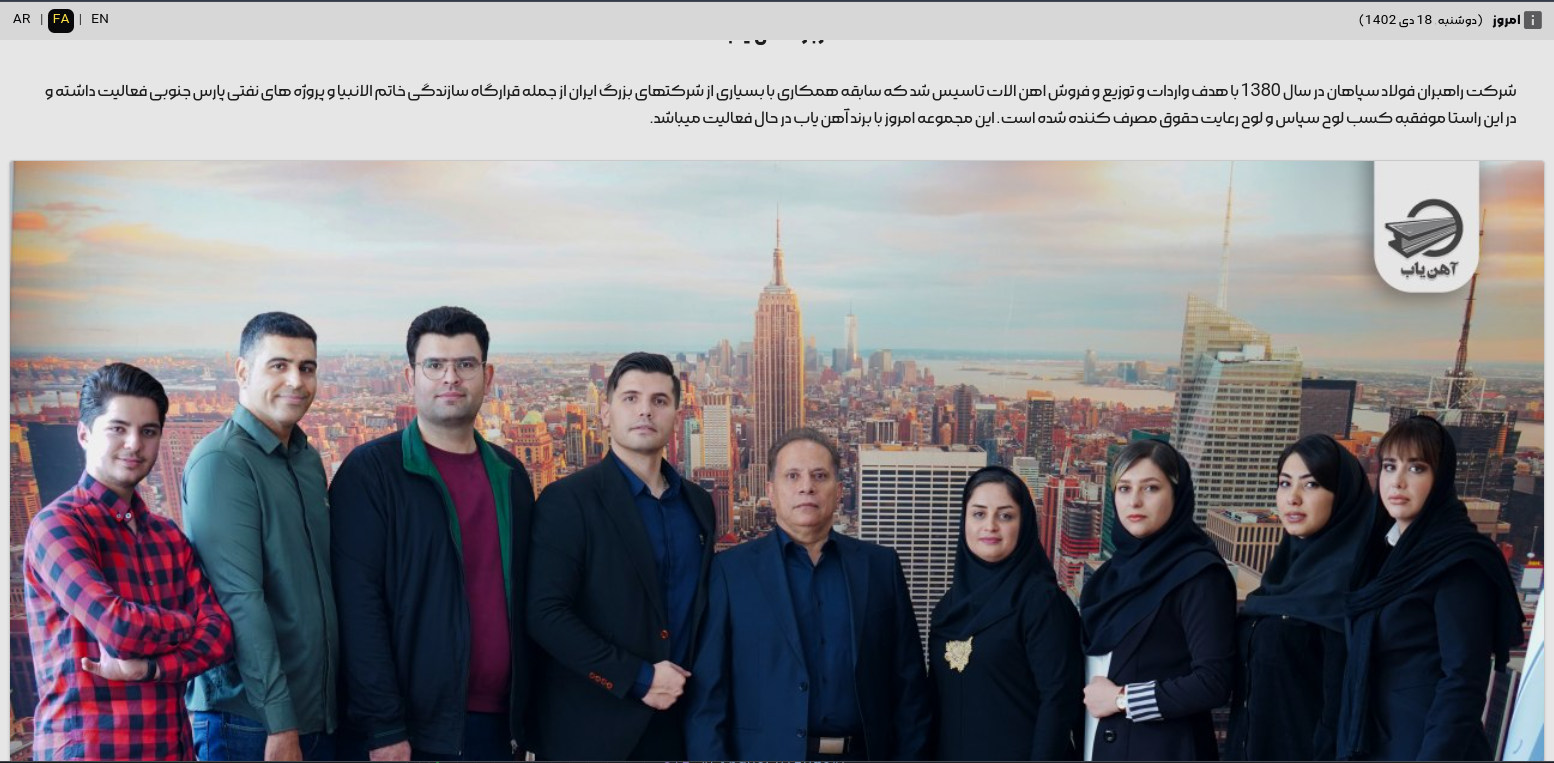 AR | FA | EN
امروز (دوشنبه 18 دی 1402)
شرکت راهبران فولاد سپاهان در سال 1380 با هدف واردات و توزیع و فروش اهن الات تاسیس شد که سابقه همکاری با بسیاری از شرکتهای بزرگ ایران از جمله قرارگاه سازندگی خاتم الانبیا و پروژه های نفتی پارس جنوبی فعالیت داشته و
در این راستا موفقبه کسب لوح سپاس و لوح رعایت حقوق مصرف کننده شده است. این مجموعه امروز با برند آهن یاب در حال فعالیت میباشد.
آهن یاب